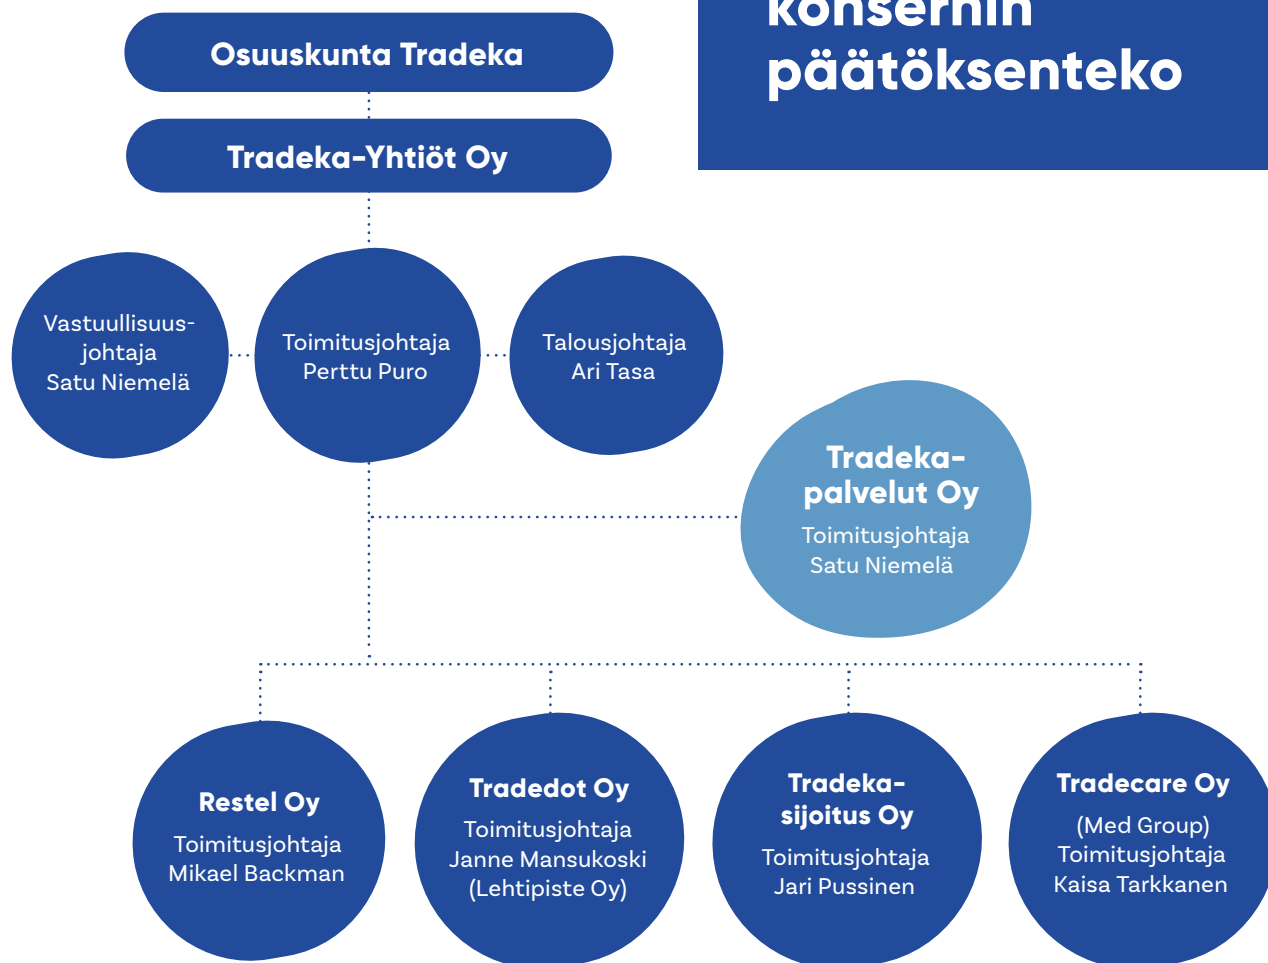 konsernin
päätöksenteko
Osuuskunta Tradeka
Tradeka-Yhtiöt Oy
Vastuullisuus-
johtaja
Satu Niemelä
Toimitusjohtaja
Perttu Puro
Talousjohtaja
Ari Tasa
Tradeka-
palvelut Oy
Toimitusjohtaja
Satu Niemelä
Restel Oy
Toimitusjohtaja
Mikael Backman
Tradedot Oy
Toimitusjohtaja
Janne Mansukoski
(Lehtipiste Oy)
Tradeka-
sijoitus Oy
Toimitusjohtaja
Jari Pussinen
Tradecare Oy
(Med Group)
Toimitusjohtaja
Kaisa Tarkkanen